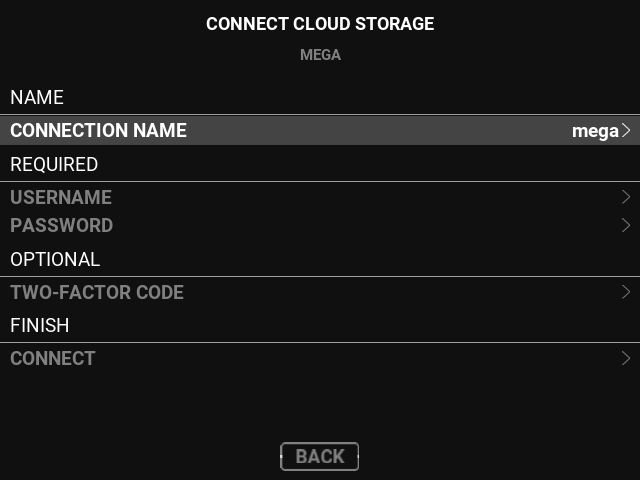 CONNECT CLOUD STORAGE
MEGA
NAME
CONNECTION NAME mega
REQUIRED
USERNAME
PASSWORD
OPTIONAL
TWO-FACTOR CODE
FINISH
CONNECT
BACK